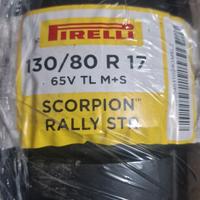 PIRELLI
130/80 R 17
65V TL M+S
SCORPION™
RALLY STR